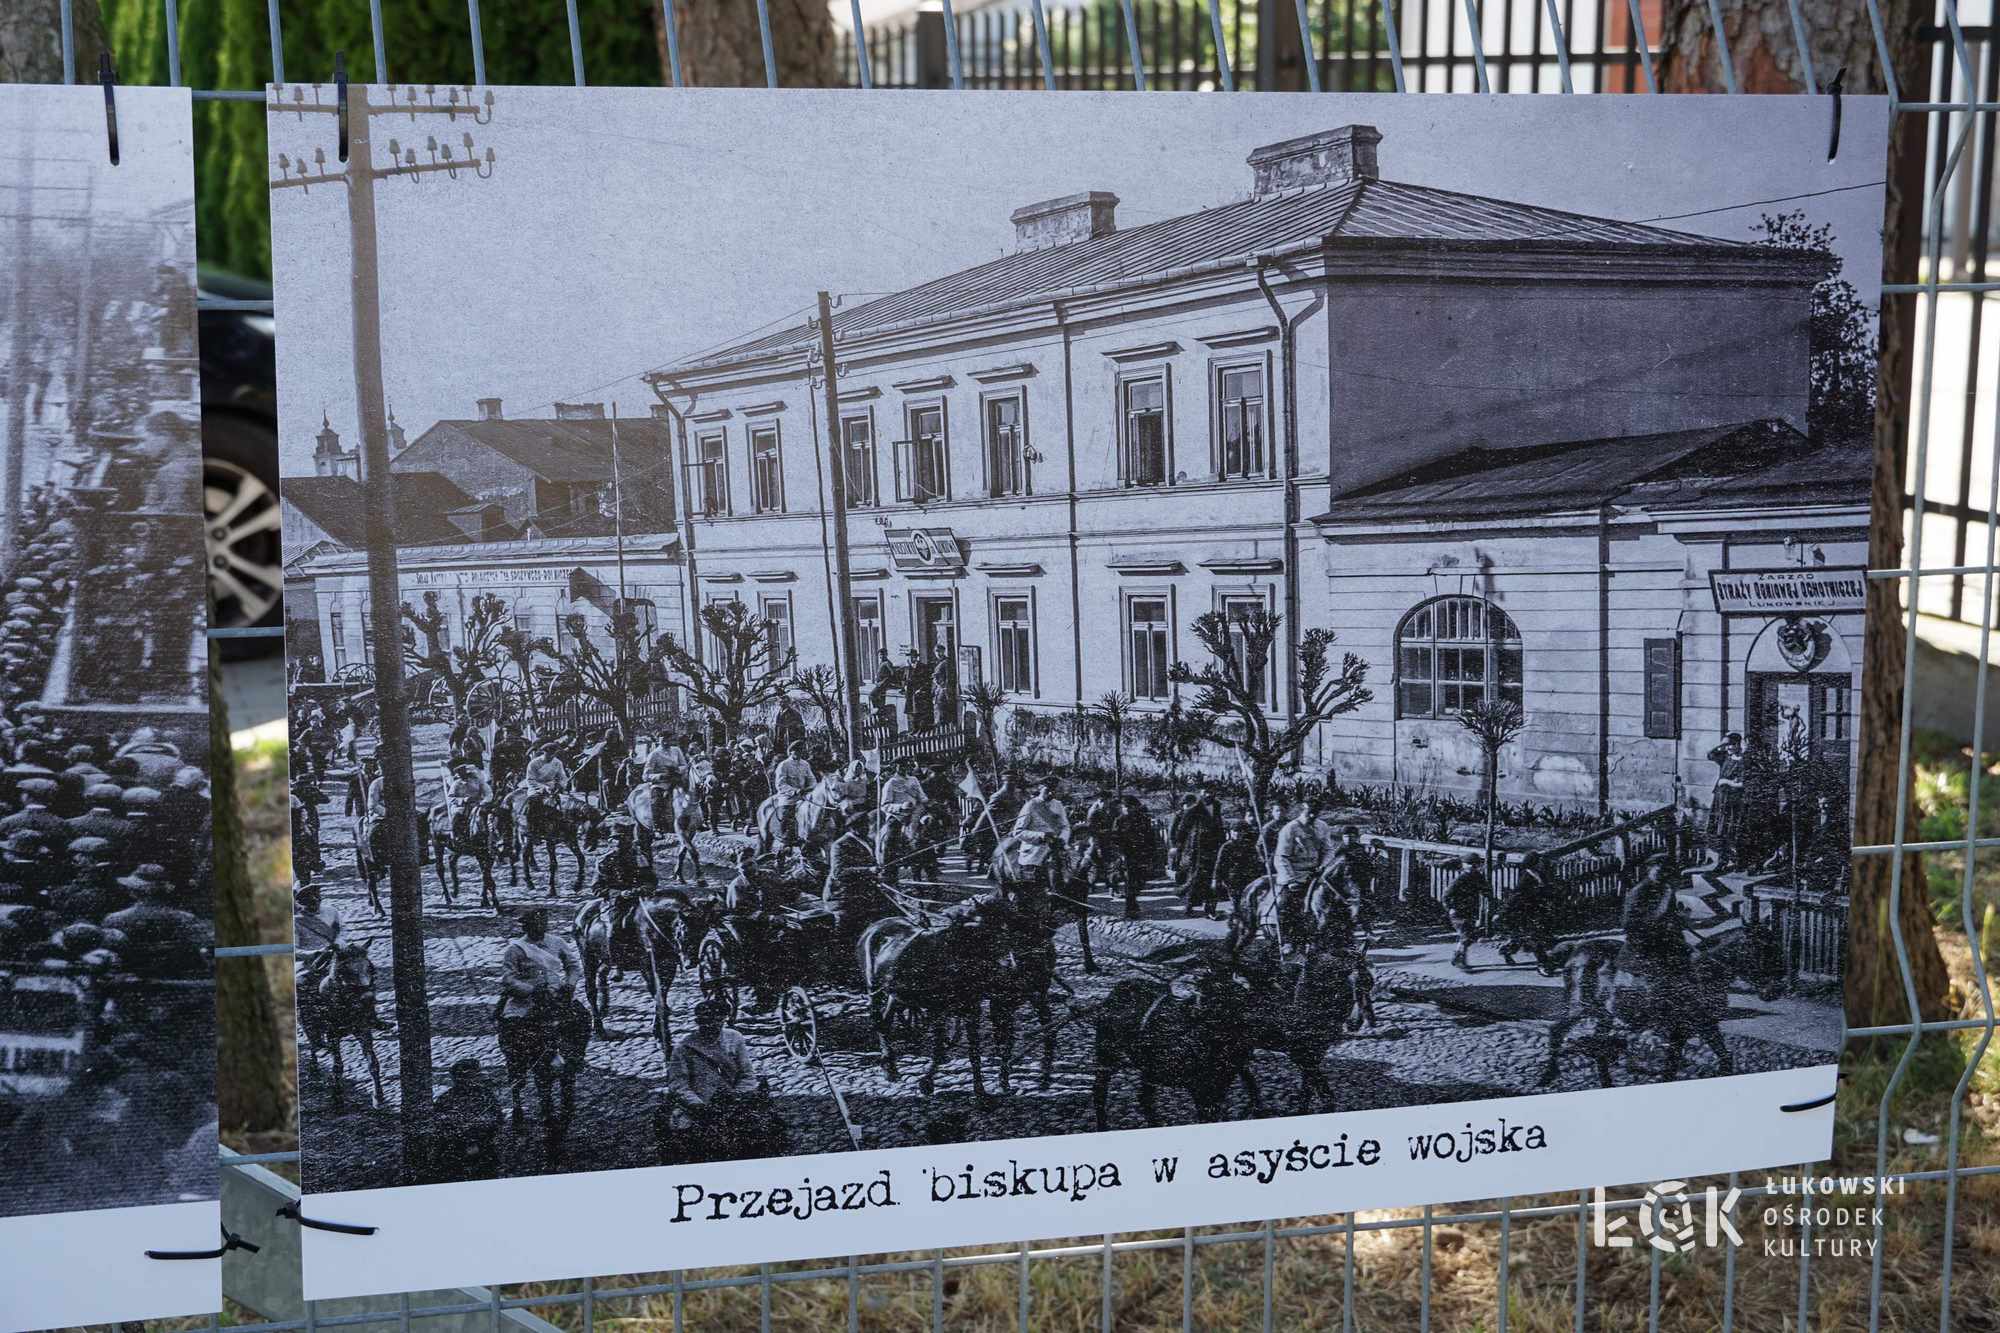 ZARZĄD
STRAŻY OGNIOWEJ OCHOTNICZEJ
ŁUKOWSKIEJ
Przejazd biskupa w asyście wojska
ŁOK
ŁUKOWSKI
OŚRODEK
KULTURY